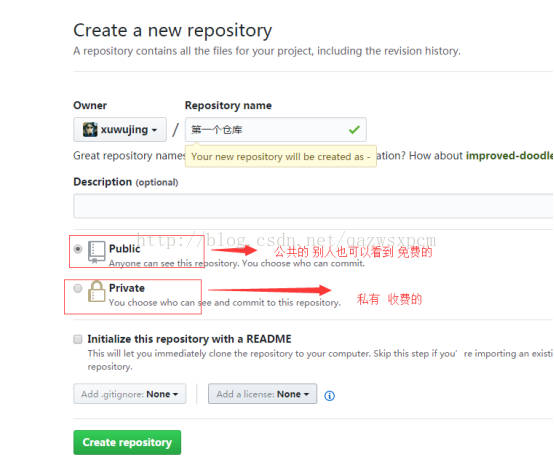 Create a new repository
A repository contains all the files for your project, including the revision history.
Owner Repository name
xuwujing / 第一个仓库
Great repository names
Your new repository will be created as -
ation? How about improved-doodle
Description (optional)
http://blog.csdn.net/qazwsxpcm
Public
Anyone can see this repository. You choose who can commit.
公共的 别人也可以看到 免费的
Private
You choose who can see and commit to this repository.
私有 收费的
Initialize this repository with a README
This will let you immediately clone the repository to your computer. Skip this step if you're importing an existi
repository.
Add .gitignore: None Add a license: None
Create repository